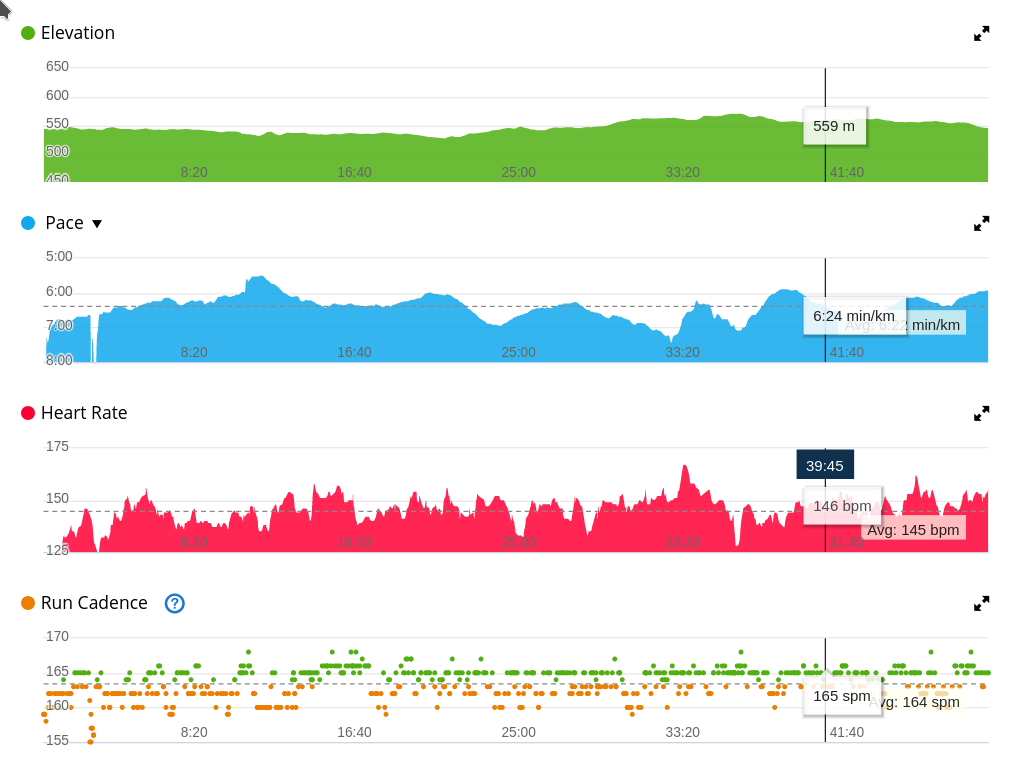 Elevation
650
600
550
559 m
500
450
8:20 16:40 25:00 33:20 41:40
Pace
5:00
6:00
6:24 min/km
Avg: 6:22 min/km
7:00
8:00
8:20 16:40 25:00 33:20 41:40
Heart Rate
175
39:45
150
146 bpm
Avg: 145 bpm
125
8:20 16:40 25:00 33:20 41:40
Run Cadence ?
170
165
165 spm
Avg: 164 spm
160
155
8:20 16:40 25:00 33:20 41:40